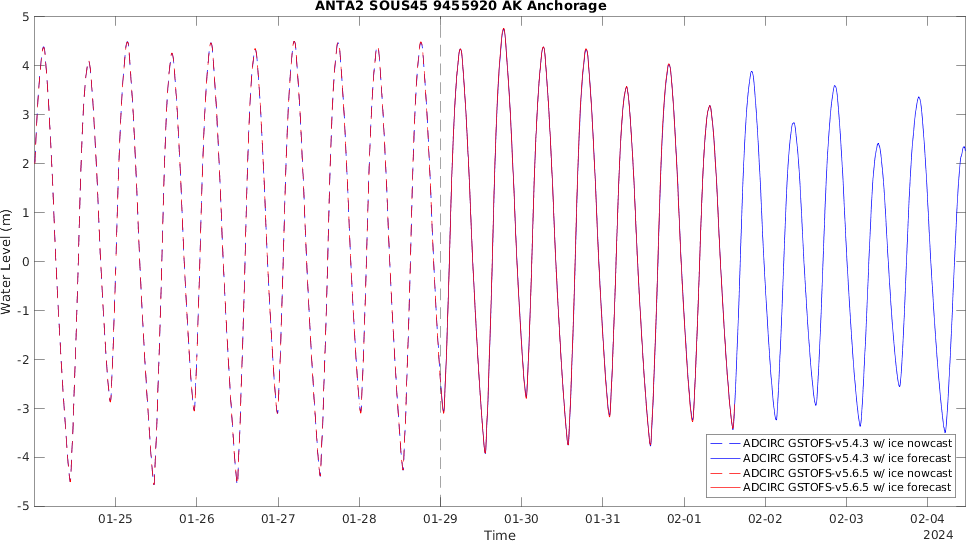 ANTA2 SOUS45 9455920 AK Anchorage
5
4
3
2
1
0
-1
-2
-3
-4
-5
Water Level (m)
01-25 01-26 01-27 01-28 01-29 01-30 01-31 02-01 02-02 02-03 02-04
2024
Time
ADCIRC GSTOFS-v5.4.3 w/ ice nowcast
ADCIRC GSTOFS-v5.4.3 w/ ice forecast
ADCIRC GSTOFS-v5.6.5 w/ ice nowcast
ADCIRC GSTOFS-v5.6.5 w/ ice forecast